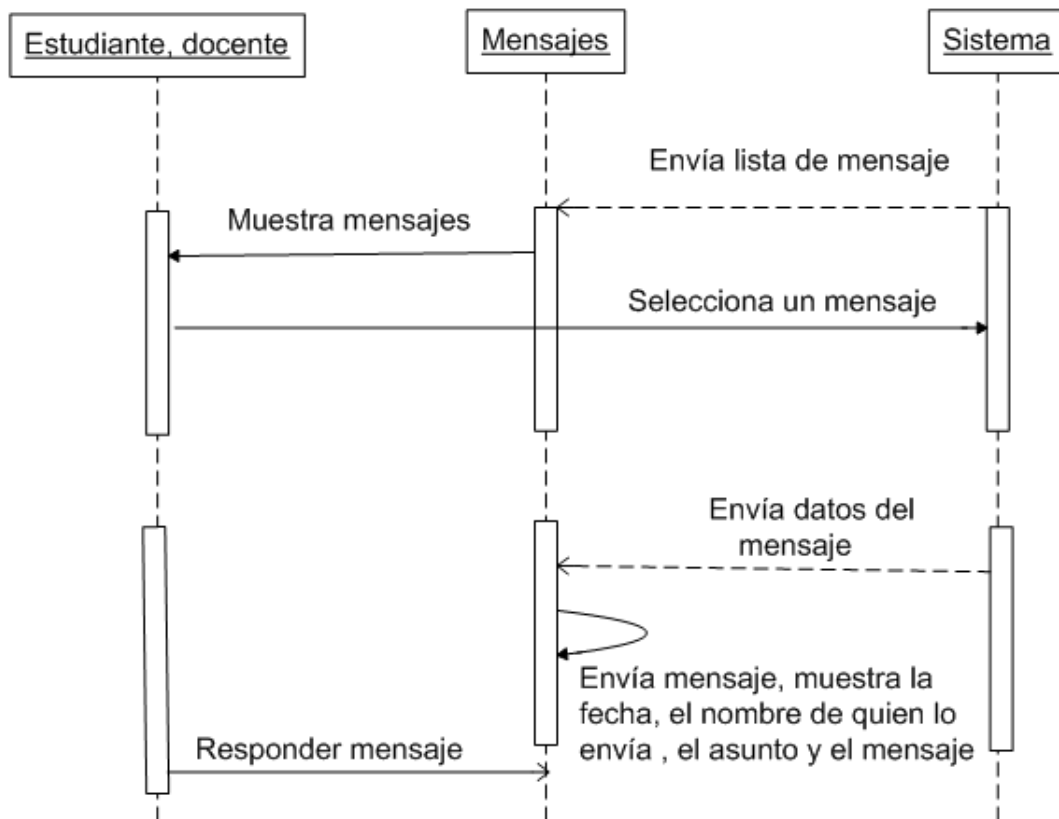 Estudiante, docente
Mensajes
Sistema
Envía lista de mensaje
Muestra mensajes
Selecciona un mensaje
Envía datos del
mensaje
Envía mensaje, muestra la
fecha, el nombre de quien lo
envía , el asunto y el mensaje
Responder mensaje